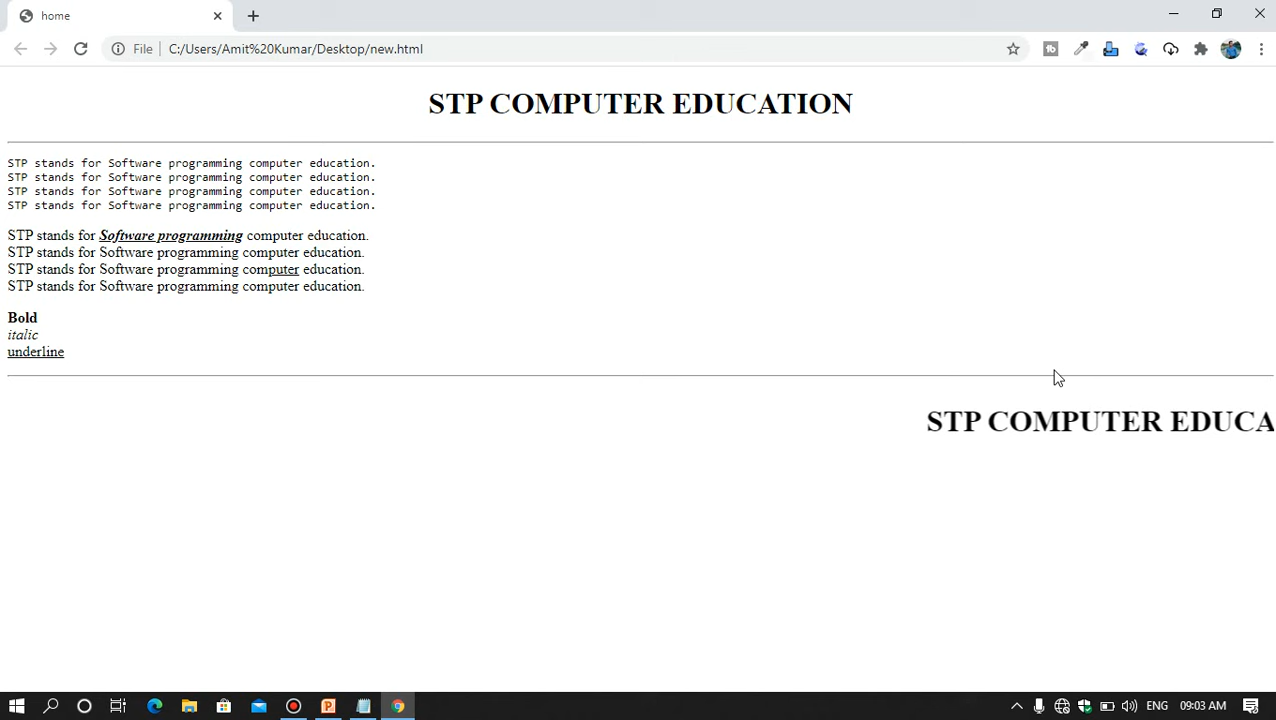 home
File
C:/Users/Amit%20Kumar/Desktop/new.html
STP COMPUTER EDUCATION
STP stands for Software programming computer education.
STP stands for Software programming computer education.
STP stands for Software programming computer education.
STP stands for Software programming computer education.
STP stands for Software programming computer education.
STP stands for Software programming computer education.
STP stands for Software programming computer education.
STP stands for Software programming computer education.
Bold
italic
underline
STP COMPUTER EDUCA
ENG 09:03 AM